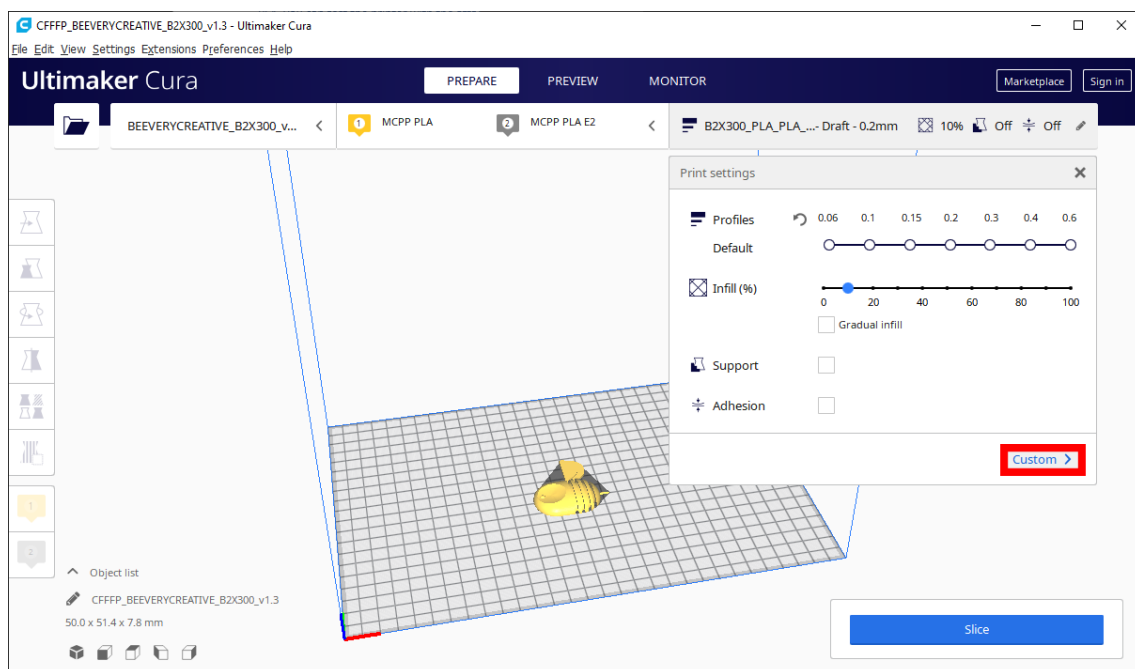 CFFFP_BEEVERYCREATIVE_B2X300_v1.3 - Ultimaker Cura
File Edit View Settings Extensions Preferences Help
Ultimaker Cura
PREPARE PREVIEW MONITOR
Marketplace Sign in
BEEVERYCREATIVE_B2X300_v...
1 MCPP PLA
2 MCPP PLA E2
B2X300_PLA_PLA_...- Draft - 0.2mm 10% Off Off
Print settings
Profiles 0.06 0.1 0.15 0.2 0.3 0.4 0.6
Default
Infill (%)
0 20 40 60 80 100
Gradual infill
Support
Adhesion
Custom
1
2
Object list
CFFFP_BEEVERYCREATIVE_B2X300_v1.3
50.0 x 51.4 x 7.8 mm
Slice